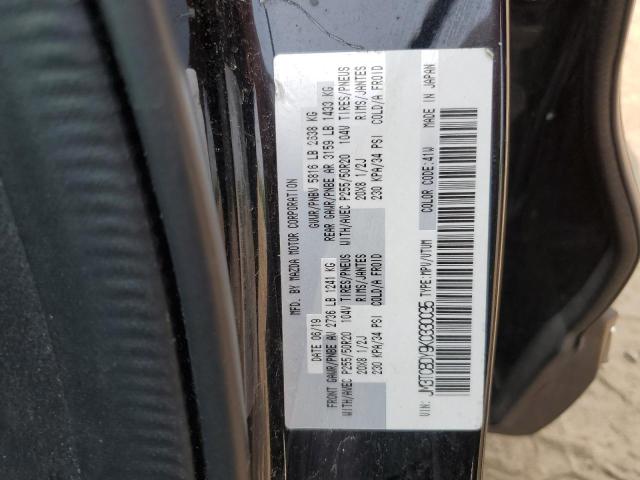 MFD. BY MAZDA MOTOR CORPORATION
DATE 06/19 GVWR/PNBV 5816 LB 2638 KG
FRONT GAWR/PNBE AV 2736 LB 1241 KG REAR GAWR/PNBE AR 3159 LB 1433 KG
WITH/AVEC P255/50R20 104V TIRES/PNEUS WITH/AVEC P255/50R20 104V TIRES/PNEUS
20X8 1/2J RIMS/JANTES 20X8 1/2J RIMS/JANTES
230 KPA/34 PSI COLD/A FROID 230 KPA/34 PSI COLD/A FROID
VIN: JM3TCBDY9K0330035 TYPE:MPV/VTUM COLOR CODE:41W MADE IN JAPAN